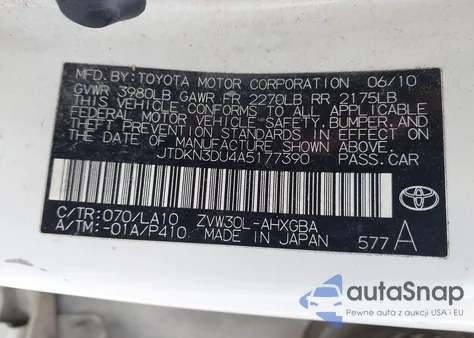 MFD.BY:TOYOTA MOTOR CORPORATION 06/10
GVWR 3980LB GAWR FR 2270LB RR 2175LB
THIS VEHICLE CONFORMS TO ALL APPLICABLE
FEDERAL MOTOR VEHICLE SAFETY, BUMPER, AND
THEFT PREVENTION STANDARDS IN EFFECT ON
THE DATE OF MANUFACTURE SHOWN ABOVE.
JTDKN3DU4A5177390 PASS.CAR
C/TR:070/LA10 ZVW30L-AHXGBA
A/TM:-01A/P410 MADE IN JAPAN 577 A
TOYOTA
autoSnap
Pewne auta z aukcji USA i EU